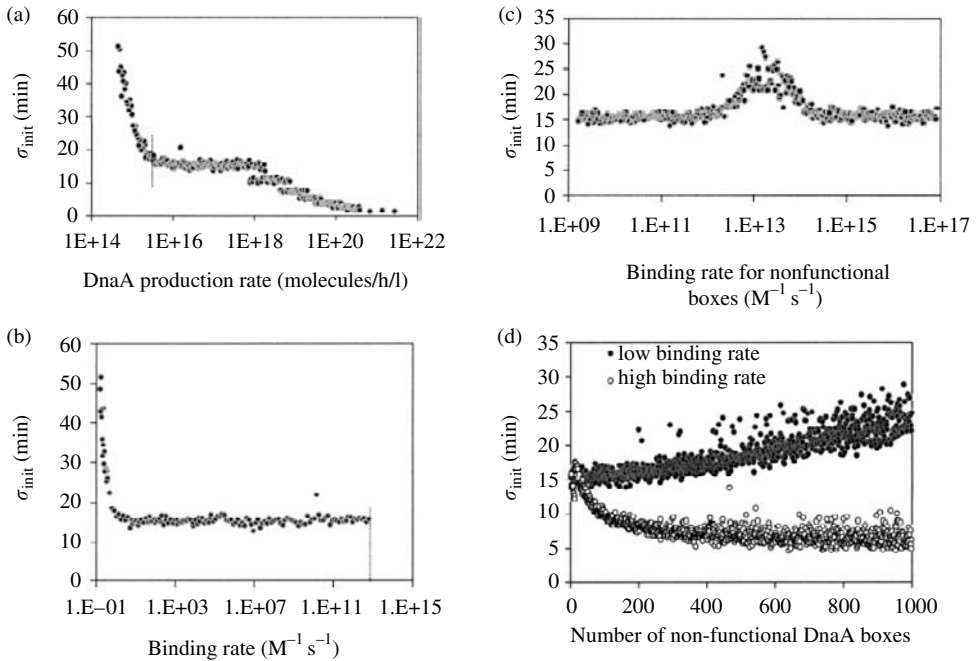 (a)
60
50
40
30
20
10
0
σinit (min)
1E+14 1E+16 1E+18 1E+20 1E+22
DnaA production rate (molecules/h/l)
(c)
35
30
25
20
15
10
5
0
σinit (min)
1.E+09 1.E+11 1.E+13 1.E+15 1.E+17
Binding rate for nonfunctional
boxes (M⁻¹ s⁻¹)
(b)
60
50
40
30
20
10
0
σinit (min)
1.E−01 1.E+03 1.E+07 1.E+11 1.E+15
Binding rate (M⁻¹ s⁻¹)
(d)
35
30
25
20
15
10
5
0
σinit (min)
low binding rate
high binding rate
0 200 400 600 800 1000
Number of non-functional DnaA boxes